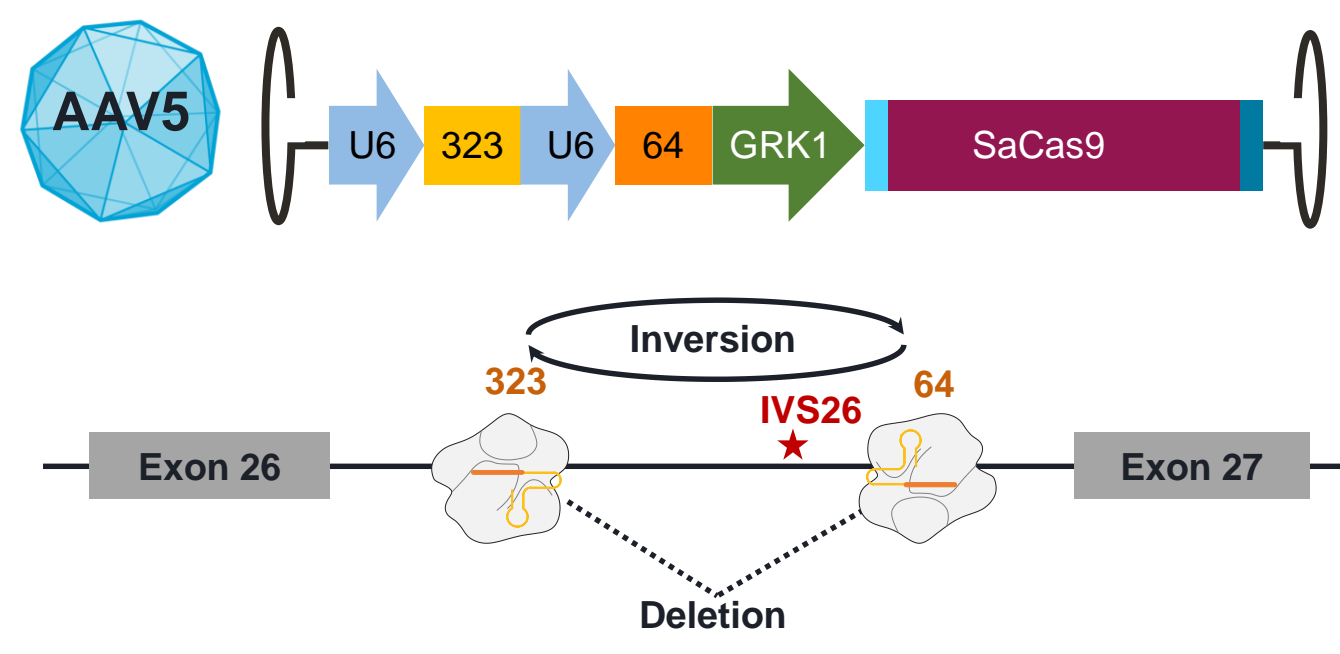 AAV5
U6 323 U6 64 GRK1 SaCas9
Inversion
323 64
IVS26
Exon 26 Exon 27
Deletion